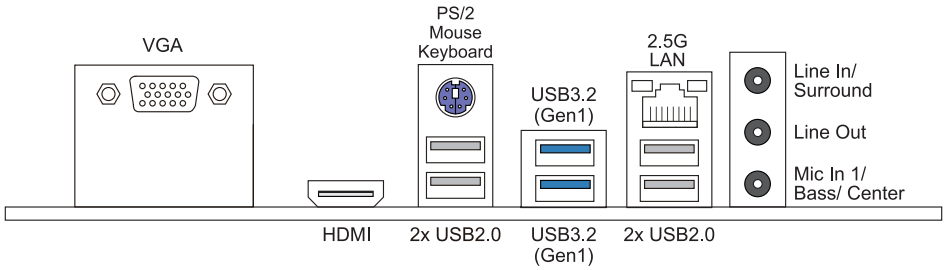 VGA
PS/2
Mouse
Keyboard
USB3.2
(Gen1)
2.5G
LAN
Line In/
Surround
Line Out
Mic In 1/
Bass/ Center
HDMI
2x USB2.0
USB3.2
(Gen1)
2x USB2.0